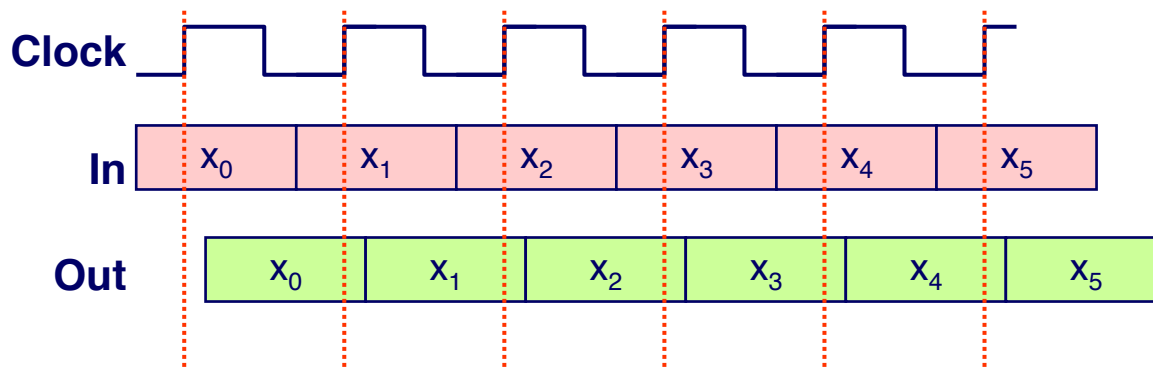 Clock
In x₀ x₁ x₂ x₃ x₄ x₅
Out x₀ x₁ x₂ x₃ x₄ x₅